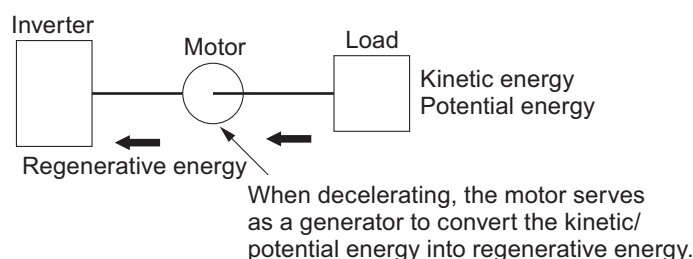 Inverter
Motor
Load
Kinetic energy
Potential energy
Regenerative energy
When decelerating, the motor serves
as a generator to convert the kinetic/
potential energy into regenerative energy.